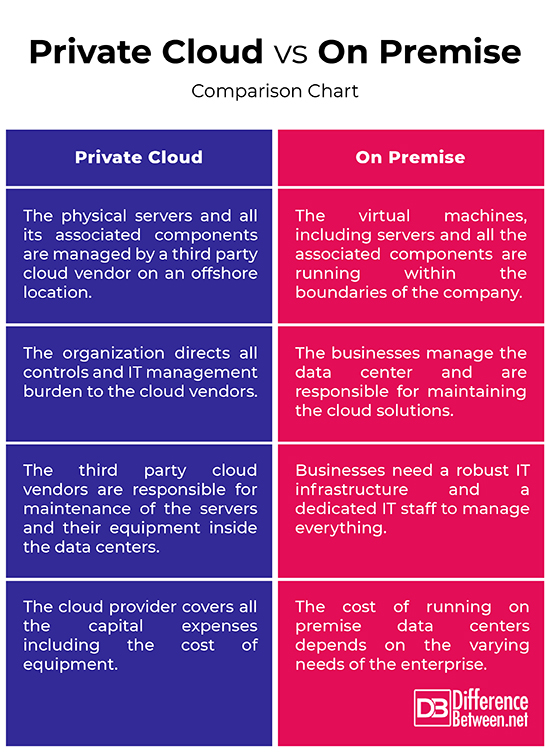 Private Cloud vs On Premise
Comparison Chart
Private Cloud
On Premise
The physical servers and all
its associated components
are managed by a third party
cloud vendor on an offshore
location.
The virtual machines,
including servers and all the
associated components are
running within the
boundaries of the company.
The organization directs all
controls and IT management
burden to the cloud vendors.
The businesses manage the
data center and are
responsible for maintaining
the cloud solutions.
The third party cloud
vendors are responsible for
maintenance of the servers
and their equipment inside
the data centers.
Businesses need a robust IT
infrastructure and a
dedicated IT staff to manage
everything.
The cloud provider covers all
the capital expenses
including the cost of
equipment.
The cost of running on
premise data centers
depends on the varying
needs of the enterprise.
DB Difference
Between.net